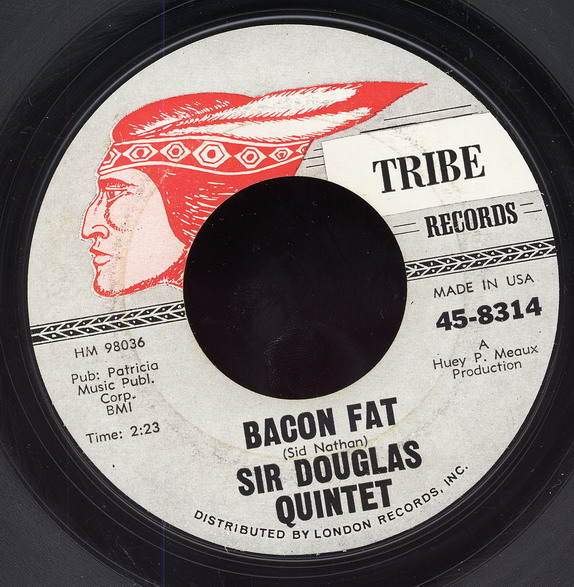 TRIBE
RECORDS
MADE IN USA
45-8314
A
Huey P. Meaux
Production
HM 98036
Pub: Patricia
Music Publ.
Corp.
BMI
Time: 2:23
BACON FAT
(Sid Nathan)
SIR DOUGLAS
QUINTET
DISTRIBUTED BY LONDON RECORDS, INC.